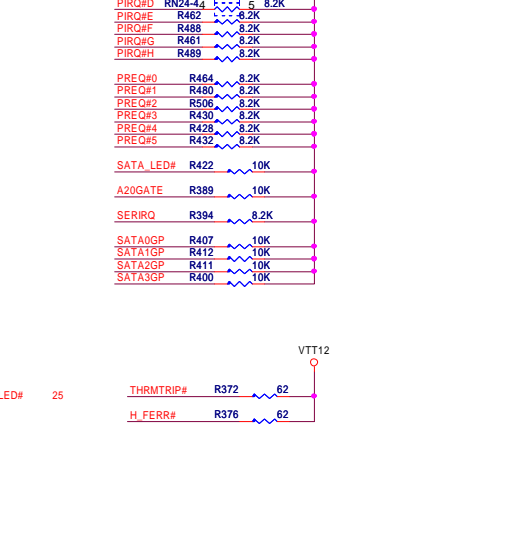 PIRQ#D RN24-4 4 5 8.2K
PIRQ#E R462 8.2K
PIRQ#F R488 8.2K
PIRQ#G R461 8.2K
PIRQ#H R489 8.2K
PREQ#0 R464 8.2K
PREQ#1 R480 8.2K
PREQ#2 R506 8.2K
PREQ#3 R430 8.2K
PREQ#4 R428 8.2K
PREQ#5 R432 8.2K
SATA_LED# R422 10K
A20GATE R389 10K
SERIRQ R394 8.2K
SATA0GP R407 10K
SATA1GP R412 10K
SATA2GP R411 10K
SATA3GP R400 10K
VTT12
THRMTRIP# R372 62
LED# 25
H_FERR# R376 62